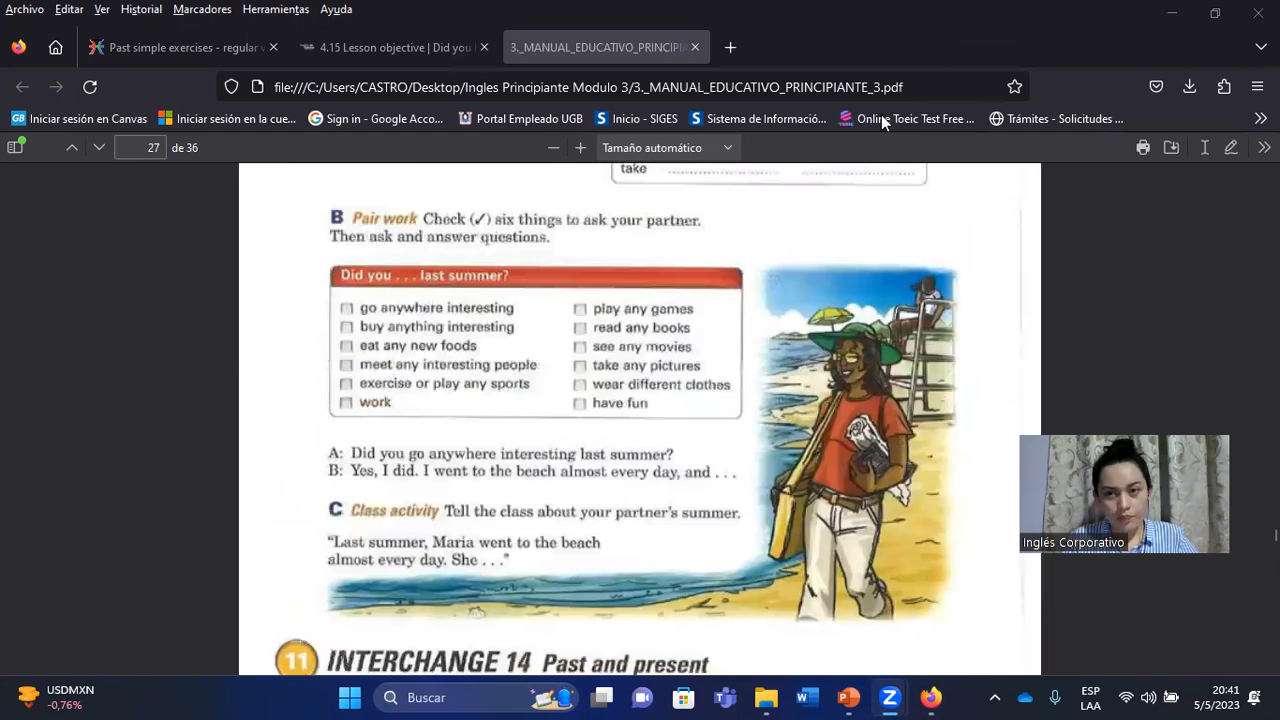 Archivo Editar Ver Historial Marcadores Herramientas Ayuda
Past simple exercises - regular v
4.15 Lesson objective | Did you
3._MANUAL_EDUCATIVO_PRINCIPIA
file:///C:/Users/CASTRO/Desktop/Ingles Principiante Modulo 3/3._MANUAL_EDUCATIVO_PRINCIPIANTE_3.pdf
Iniciar sesión en Canvas
Iniciar sesión en la cue...
Sign in - Google Acco...
Portal Empleado UGB
Inicio - SIGES
Sistema de Informació...
Online Toeic Test Free ...
Trámites - Solicitudes ...
27 de 36
Tamaño automático
take
B Pair work Check (✓) six things to ask your partner.
Then ask and answer questions.
Did you . . . last summer?
go anywhere interesting
buy anything interesting
eat any new foods
meet any interesting people
exercise or play any sports
work
play any games
read any books
see any movies
take any pictures
wear different clothes
have fun
A: Did you go anywhere interesting last summer?
B: Yes, I did. I went to the beach almost every day, and . . .
C Class activity Tell the class about your partner's summer.
"Last summer, Maria went to the beach
almost every day. She . . ."
11 INTERCHANGE 14 Past and present
Inglés Corporativo
USDMXN
-0,76%
Buscar
ESP
LAA
20:41
5/5/2023